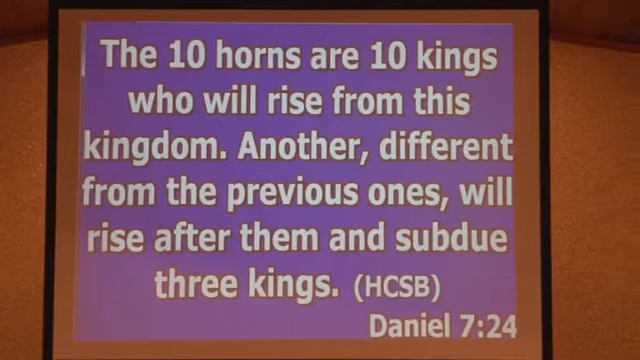 The 10 horns are 10 kings
who will rise from this
kingdom. Another, different
from the previous ones, will
rise after them and subdue
three kings. (HCSB)
Daniel 7:24